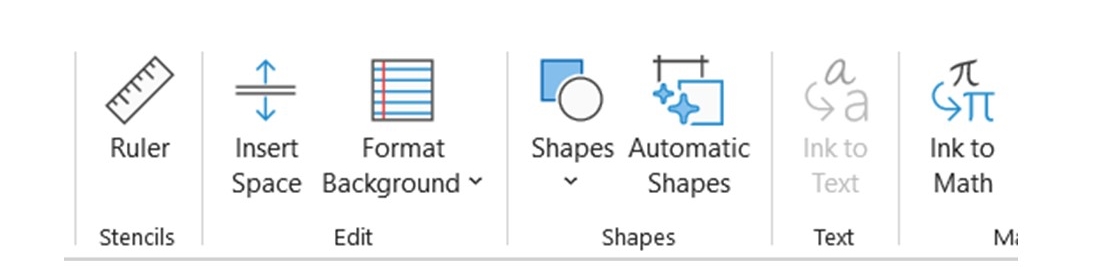 Ruler
Insert
Space
Format
Background
Shapes
Automatic
Shapes
Ink to
Text
Ink to
Math
Stencils
Edit
Shapes
Text